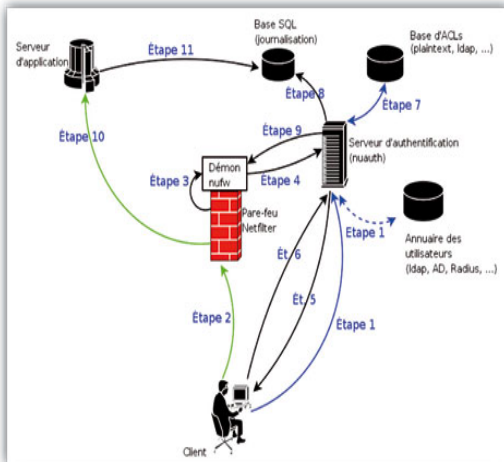 Serveur
d'application
Étape 11
Base SQL
(journalisation)
Base d'ACLs
(plaintext, ldap, ...)
Étape 8
Étape 7
Étape 10
Étape 9
Serveur d'authentification
(nuauth)
Étape 3
Démon
nufw
Étape 4
Pare-feu
Netfilter
Étape 1
Annuaire des
utilisateurs
(ldap, AD, Radius, ...)
Ét. 6
Ét. 5
Étape 2
Étape 1
Client